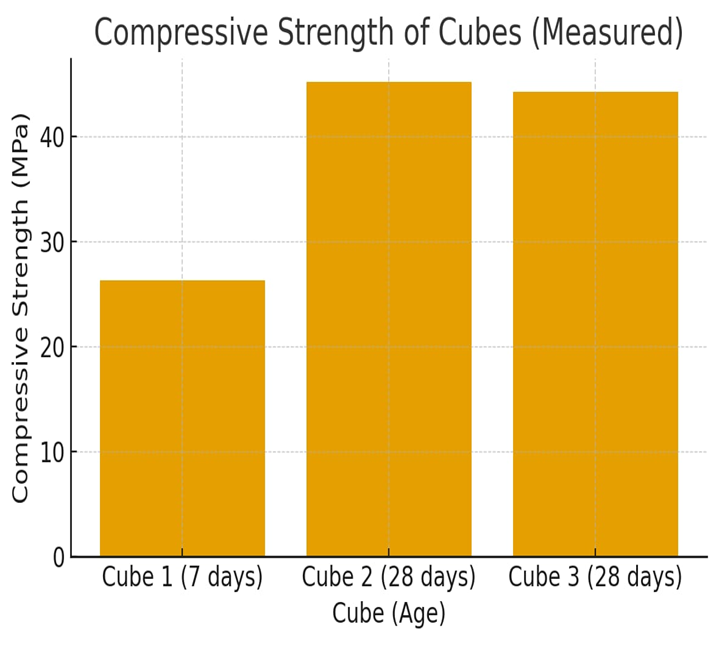 Compressive Strength of Cubes (Measured)
Compressive Strength (MPa)
40
30
20
10
0
Cube 1 (7 days) Cube 2 (28 days) Cube 3 (28 days)
Cube (Age)